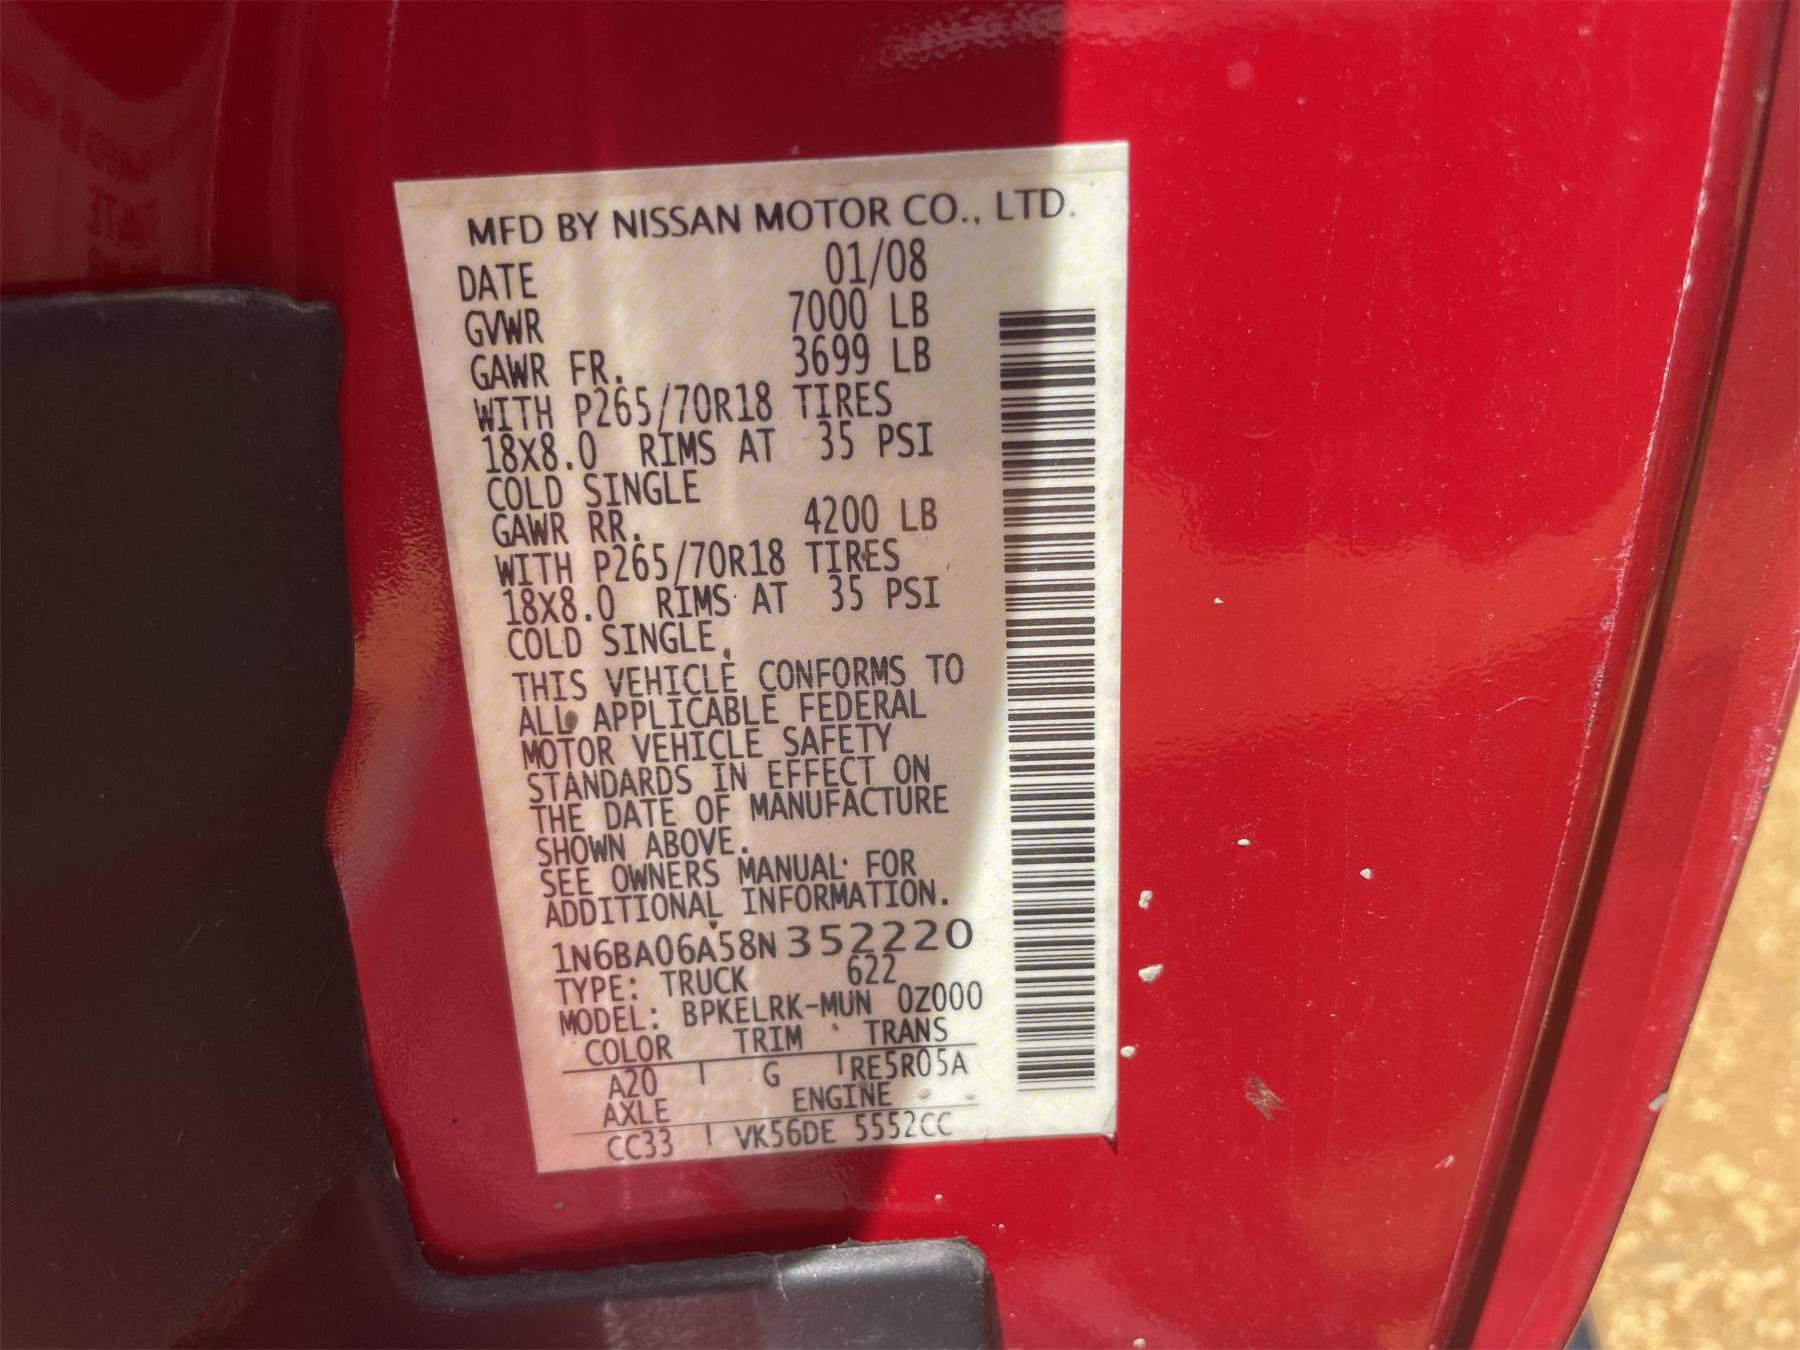 MFD BY NISSAN MOTOR CO., LTD.
DATE 01/08
GVWR 7000 LB
GAWR FR. 3699 LB
WITH P265/70R18 TIRES
18X8.0 RIMS AT 35 PSI
COLD SINGLE
GAWR RR. 4200 LB
WITH P265/70R18 TIRES
18X8.0 RIMS AT 35 PSI
COLD SINGLE
THIS VEHICLE CONFORMS TO
ALL APPLICABLE FEDERAL
MOTOR VEHICLE SAFETY
STANDARDS IN EFFECT ON
THE DATE OF MANUFACTURE
SHOWN ABOVE.
SEE OWNERS MANUAL FOR
ADDITIONAL INFORMATION.
1N6BA06A58N352220
TYPE: TRUCK 622
MODEL: BPKELRK-MUN 0Z000
COLOR TRIM TRANS
A20 G RE5R05A
AXLE ENGINE
CC33 VK56DE 5552CC